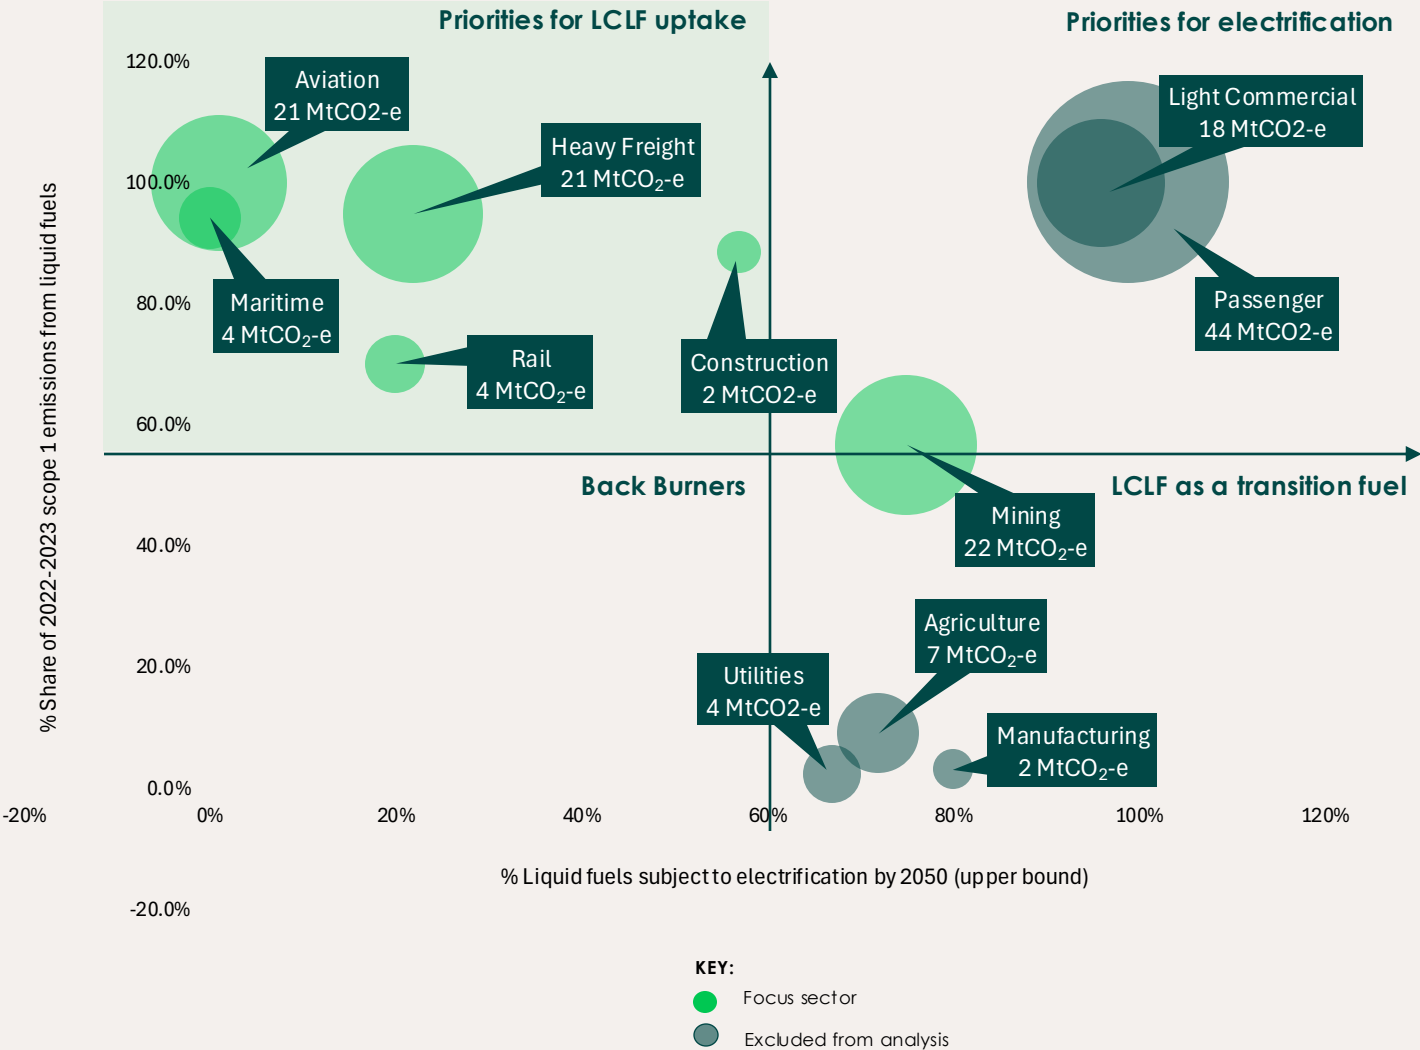 Priorities for LCLF uptake
Priorities for electrification
120.0%
Aviation
21 MtCO2-e
Light Commercial
18 MtCO2-e
Heavy Freight
21 MtCO₂-e
100.0%
% Share of 2022-2023 scope 1 emissions from liquid fuels
Maritime
4 MtCO₂-e
80.0%
Passenger
44 MtCO2-e
Rail
4 MtCO₂-e
Construction
2 MtCO2-e
60.0%
Back Burners
LCLF as a transition fuel
Mining
22 MtCO₂-e
40.0%
Agriculture
7 MtCO₂-e
20.0%
Utilities
4 MtCO2-e
Manufacturing
2 MtCO₂-e
0.0%
-20%
0%
20%
40%
60%
80%
100%
120%
% Liquid fuels subject to electrification by 2050 (upper bound)
-20.0%
KEY:
Focus sector
Excluded from analysis